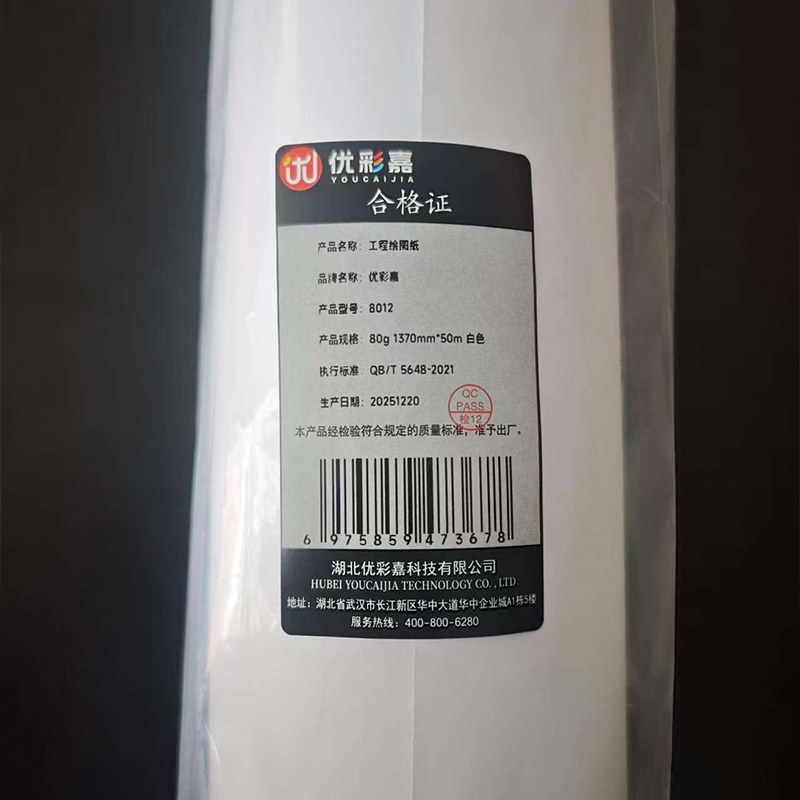 优彩嘉
YOUCAIJIA
合格证
产品名称：工程绘图纸
品牌名称：优彩嘉
产品型号：8012
产品规格：80g 1370mm*50m 白色
执行标准：QB/T 5648-2021
生产日期：20251220
QC
PASS
检12
本产品经检验符合规定的质量标准，准予出厂。
6 975859 473678
湖北优彩嘉科技有限公司
HUBEI YOUCAIJIA TECHNOLOGY CO. , LTD
地址：湖北省武汉市长江新区华中大道华中企业城A1栋5楼
服务热线：400-800-6280